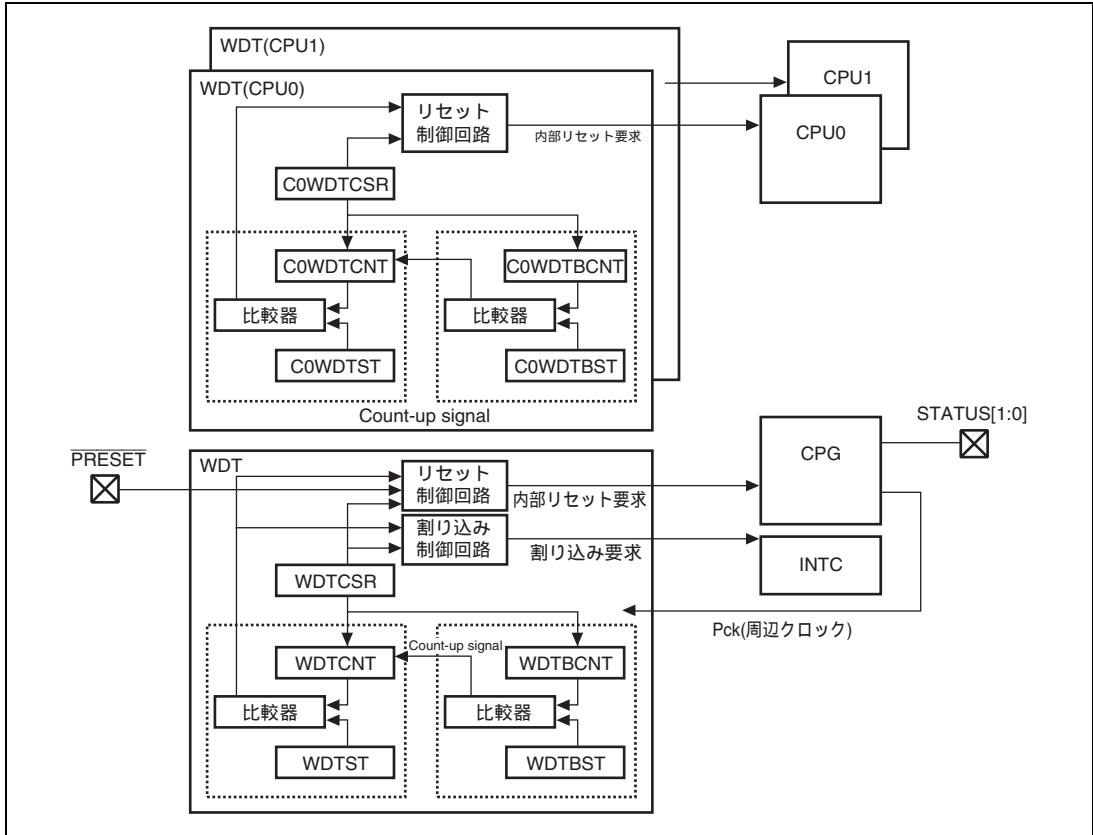 WDT(CPU1)
WDT(CPU0)
リセット
制御回路
内部リセット要求
CPU1
CPU0
C0WDTCSR
C0WDTCNT
C0WDTBCNT
比較器
比較器
C0WDTST
C0WDTBST
Count-up signal
PRESET
WDT
リセット
制御回路
内部リセット要求
割り込み
制御回路
割り込み要求
CPG
STATUS[1:0]
INTC
Pck(周辺クロック)
WDTCSR
Count-up signal
WDTCNT
WDTBCNT
比較器
比較器
WDTST
WDTBST